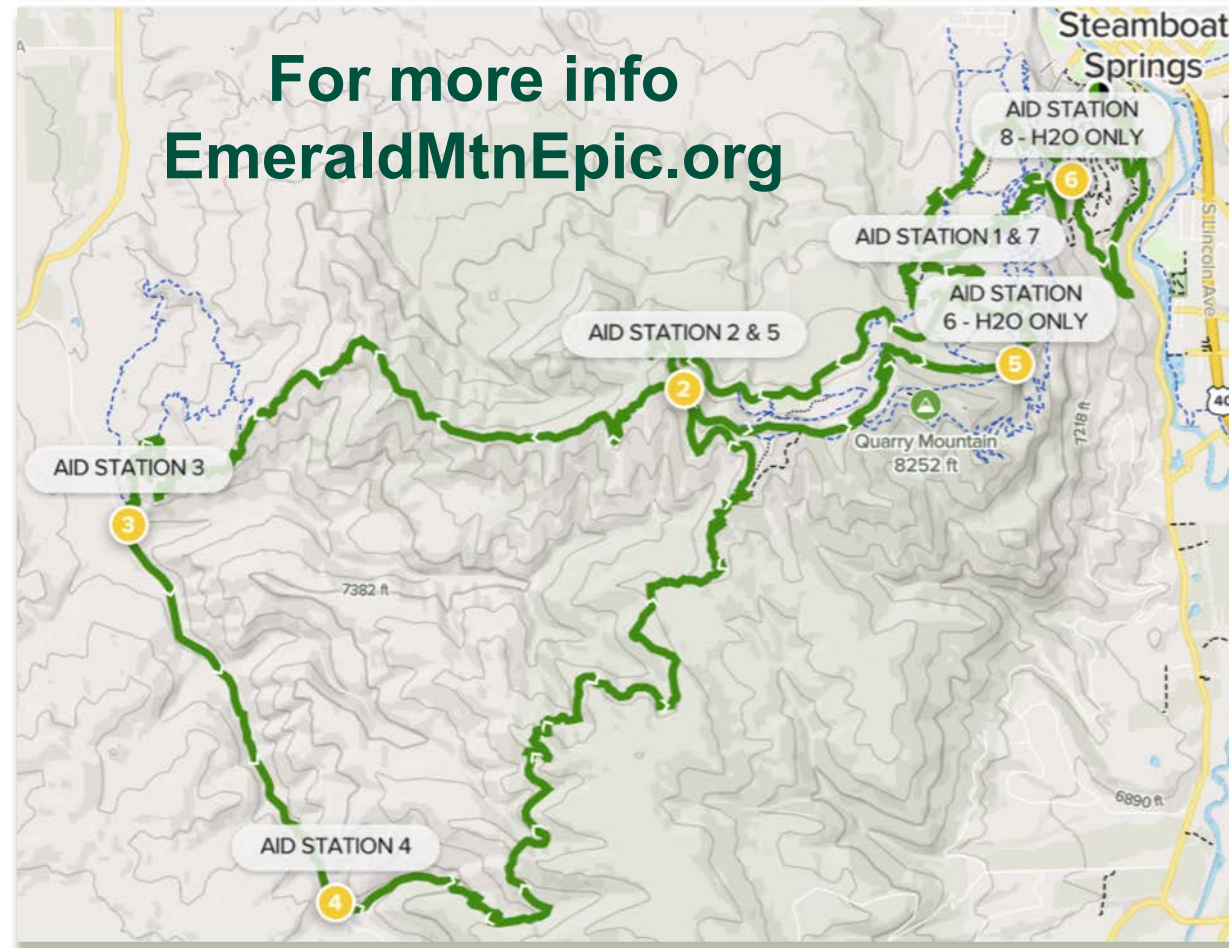 Steamboat
Springs
For more info
EmeraldMtnEpic.org
AID STATION
8 - H2O ONLY
6
AID STATION 1 & 7
S Lincoln Ave
AID STATION
6 - H2O ONLY
AID STATION 2 & 5
5
2
40
7218 ft
Quarry Mountain
8252 ft
AID STATION 3
3
7382 ft
6890 ft
AID STATION 4
4